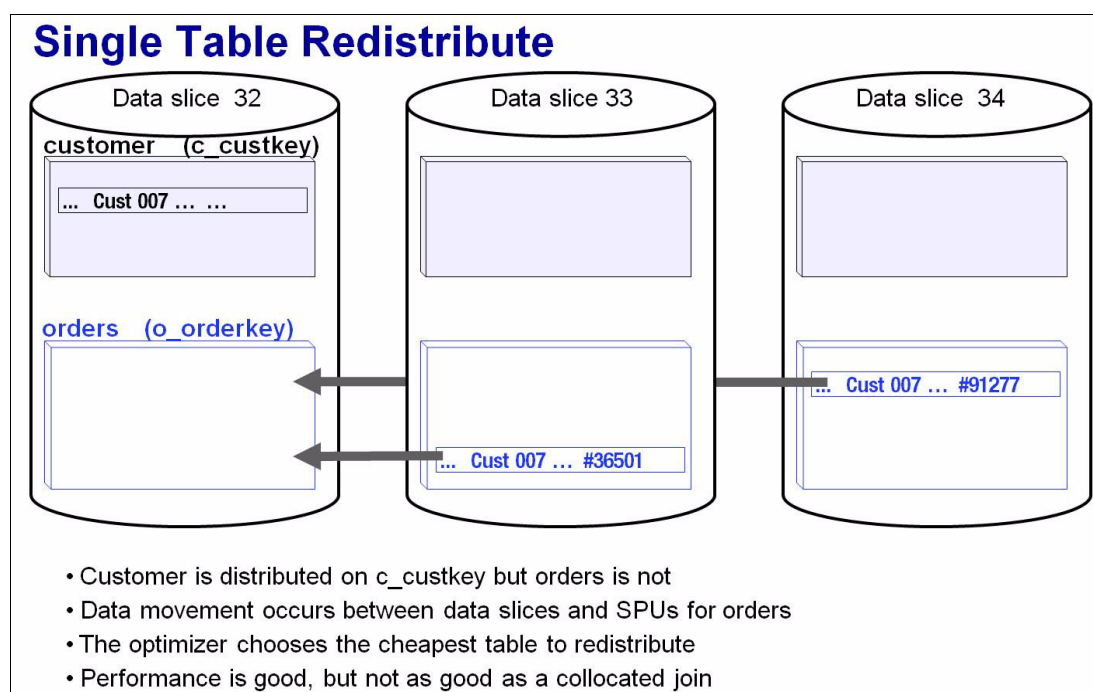 Single Table Redistribute
Data slice 32
Data slice 33
Data slice 34
customer (c_custkey)
... Cust 007 ... ...
orders (o_orderkey)
... Cust 007 ... #91277
... Cust 007 ... #36501
• Customer is distributed on c_custkey but orders is not
• Data movement occurs between data slices and SPUs for orders
• The optimizer chooses the cheapest table to redistribute
• Performance is good, but not as good as a collocated join